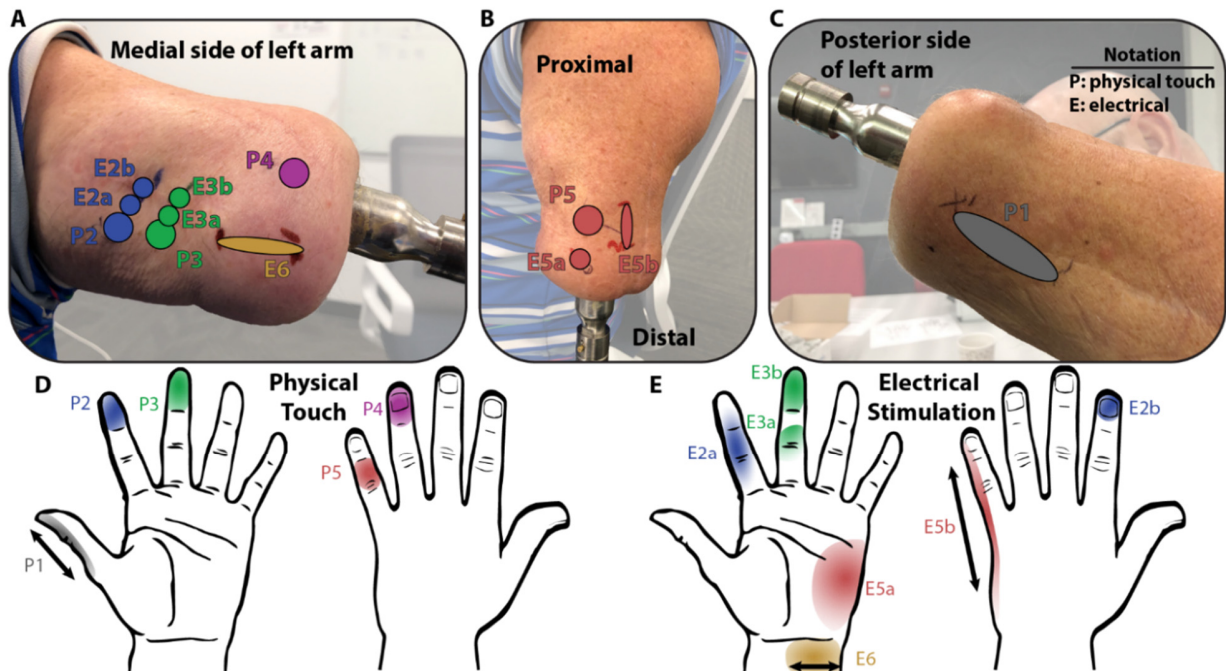 A
Medial side of left arm
E2b
E2a
P2
E3b
E3a
P3
P4
E6
B
Proximal
P5
E5a
E5b
Distal
C
Posterior side
of left arm
Notation
P: physical touch
E: electrical
P1
D
Physical
Touch
P2
P3
P4
P5
P1
E
Electrical
Stimulation
E3b
E3a
E2a
E2b
E5b
E5a
E6